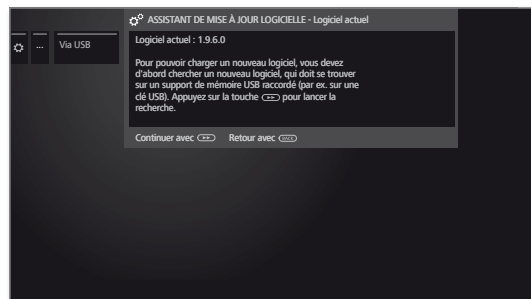 ASSISTANT DE MISE À JOUR LOGICIELLE - Logiciel actuel
... Via USB
Logiciel actuel : 1.9.6.0
Pour pouvoir charger un nouveau logiciel, vous devez
d'abord chercher un nouveau logiciel, qui doit se trouver
sur un support de mémoire USB raccordé (par ex. sur une
clé USB). Appuyez sur la touche pour lancer la
recherche.
Continuer avec Retour avec BACK